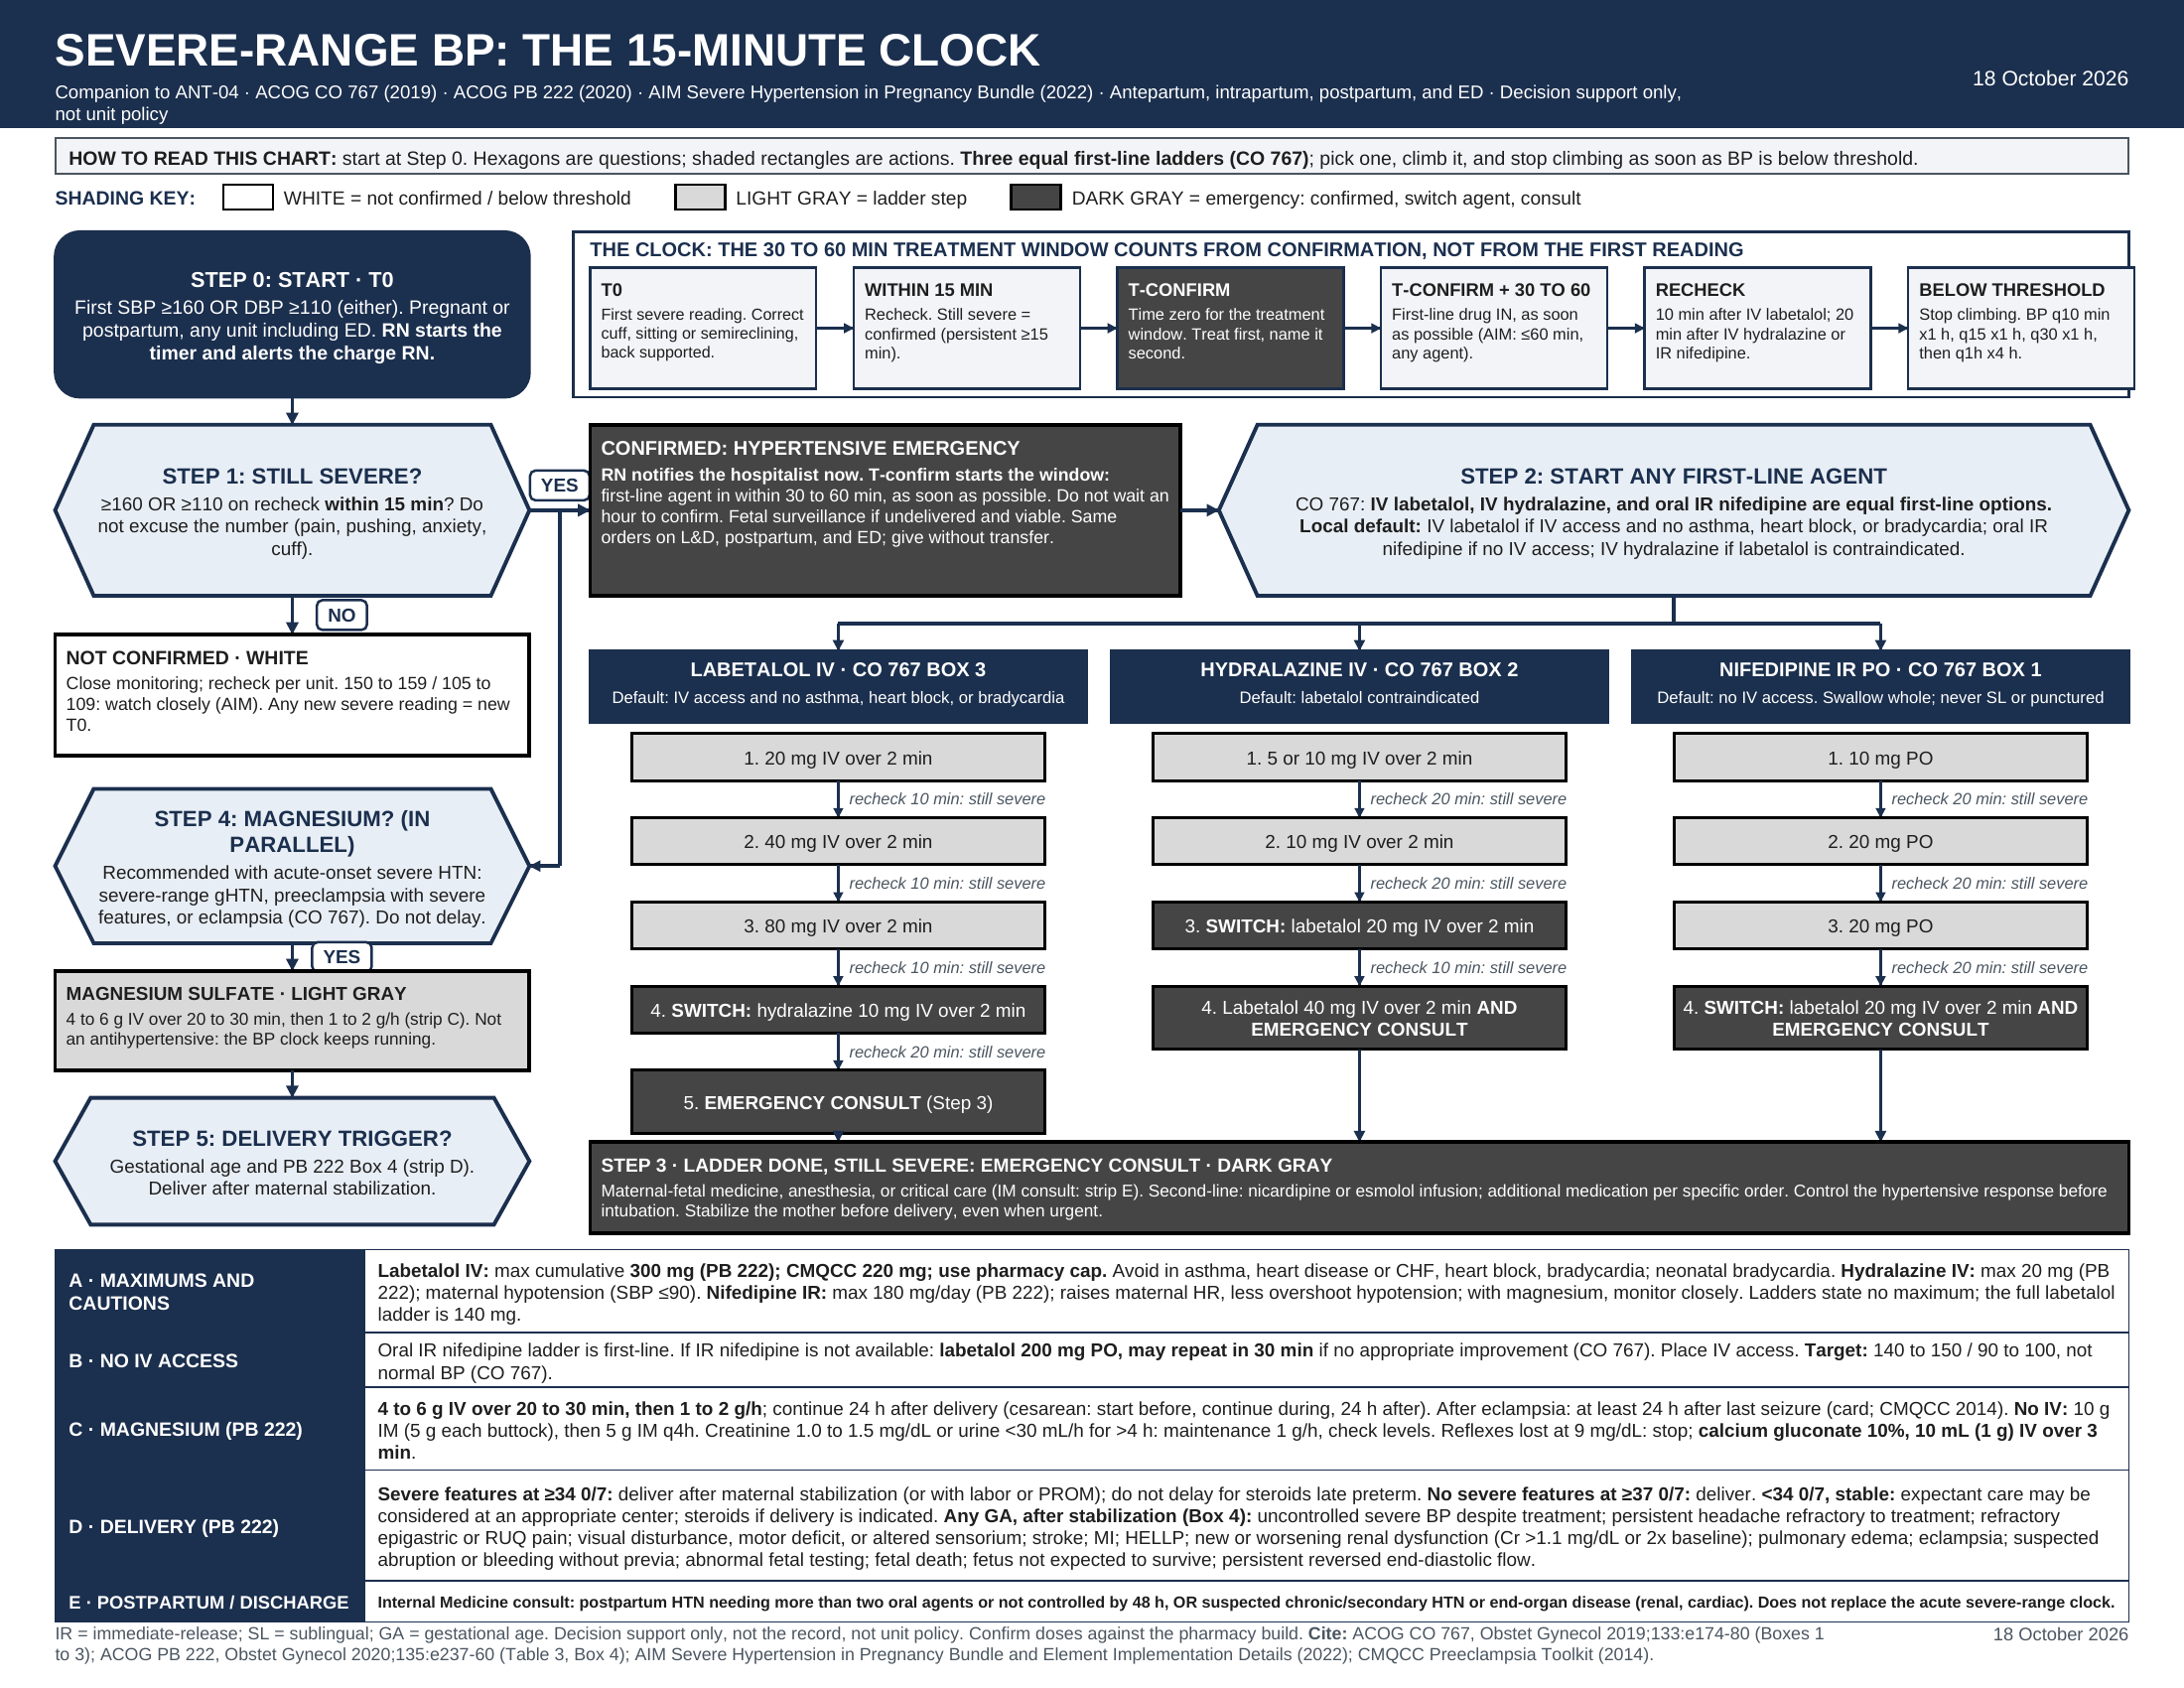 SEVERE-RANGE BP: THE 15-MINUTE CLOCK
Companion to ANT-04 · ACOG CO 767 (2019) · ACOG PB 222 (2020) · AIM Severe Hypertension in Pregnancy Bundle (2022) · Antepartum, intrapartum, postpartum, and ED · Decision support only,
not unit policy
18 October 2026
HOW TO READ THIS CHART: start at Step 0. Hexagons are questions; shaded rectangles are actions. Three equal first-line ladders (CO 767); pick one, climb it, and stop climbing as soon as BP is below threshold.
SHADING KEY:
WHITE = not confirmed / below threshold
LIGHT GRAY = ladder step
DARK GRAY = emergency: confirmed, switch agent, consult
STEP 0: START · T0
First SBP ≥160 OR DBP ≥110 (either). Pregnant or
postpartum, any unit including ED. RN starts the
timer and alerts the charge RN.
THE CLOCK: THE 30 TO 60 MIN TREATMENT WINDOW COUNTS FROM CONFIRMATION, NOT FROM THE FIRST READING
T0
First severe reading. Correct
cuff, sitting or semireclining,
back supported.
WITHIN 15 MIN
Recheck. Still severe =
confirmed (persistent ≥15
min).
T-CONFIRM
Time zero for the treatment
window. Treat first, name it
second.
T-CONFIRM + 30 TO 60
First-line drug IN, as soon
as possible (AIM: ≤60 min,
any agent).
RECHECK
10 min after IV labetalol; 20
min after IV hydralazine or
IR nifedipine.
BELOW THRESHOLD
Stop climbing. BP q10 min
x1 h, q15 x1 h, q30 x1 h,
then q1h x4 h.
STEP 1: STILL SEVERE?
≥160 OR ≥110 on recheck within 15 min? Do
not excuse the number (pain, pushing, anxiety,
cuff).
YES
CONFIRMED: HYPERTENSIVE EMERGENCY
RN notifies the hospitalist now. T-confirm starts the window:
first-line agent in within 30 to 60 min, as soon as possible. Do not wait an
hour to confirm. Fetal surveillance if undelivered and viable. Same
orders on L&D, postpartum, and ED; give without transfer.
STEP 2: START ANY FIRST-LINE AGENT
CO 767: IV labetalol, IV hydralazine, and oral IR nifedipine are equal first-line options.
Local default: IV labetalol if IV access and no asthma, heart block, or bradycardia; oral IR
nifedipine if no IV access; IV hydralazine if labetalol is contraindicated.
NO
NOT CONFIRMED · WHITE
Close monitoring; recheck per unit. 150 to 159 / 105 to
109: watch closely (AIM). Any new severe reading = new
T0.
STEP 4: MAGNESIUM? (IN
PARALLEL)
Recommended with acute-onset severe HTN:
severe-range gHTN, preeclampsia with severe
features, or eclampsia (CO 767). Do not delay.
YES
MAGNESIUM SULFATE · LIGHT GRAY
4 to 6 g IV over 20 to 30 min, then 1 to 2 g/h (strip C). Not
an antihypertensive: the BP clock keeps running.
STEP 5: DELIVERY TRIGGER?
Gestational age and PB 222 Box 4 (strip D).
Deliver after maternal stabilization.
LABETALOL IV · CO 767 BOX 3
Default: IV access and no asthma, heart block, or bradycardia
1. 20 mg IV over 2 min
recheck 10 min: still severe
2. 40 mg IV over 2 min
recheck 10 min: still severe
3. 80 mg IV over 2 min
recheck 10 min: still severe
4. SWITCH: hydralazine 10 mg IV over 2 min
recheck 20 min: still severe
5. EMERGENCY CONSULT (Step 3)
HYDRALAZINE IV · CO 767 BOX 2
Default: labetalol contraindicated
1. 5 or 10 mg IV over 2 min
recheck 20 min: still severe
2. 10 mg IV over 2 min
recheck 20 min: still severe
3. SWITCH: labetalol 20 mg IV over 2 min
recheck 10 min: still severe
4. Labetalol 40 mg IV over 2 min AND
EMERGENCY CONSULT
NIFEDIPINE IR PO · CO 767 BOX 1
Default: no IV access. Swallow whole; never SL or punctured
1. 10 mg PO
recheck 20 min: still severe
2. 20 mg PO
recheck 20 min: still severe
3. 20 mg PO
recheck 20 min: still severe
4. SWITCH: labetalol 20 mg IV over 2 min AND
EMERGENCY CONSULT
STEP 3 · LADDER DONE, STILL SEVERE: EMERGENCY CONSULT · DARK GRAY
Maternal-fetal medicine, anesthesia, or critical care (IM consult: strip E). Second-line: nicardipine or esmolol infusion; additional medication per specific order. Control the hypertensive response before
intubation. Stabilize the mother before delivery, even when urgent.
A · MAXIMUMS AND
CAUTIONS
Labetalol IV: max cumulative 300 mg (PB 222); CMQCC 220 mg; use pharmacy cap. Avoid in asthma, heart disease or CHF, heart block, bradycardia; neonatal bradycardia. Hydralazine IV: max 20 mg (PB
222); maternal hypotension (SBP ≤90). Nifedipine IR: max 180 mg/day (PB 222); raises maternal HR, less overshoot hypotension; with magnesium, monitor closely. Ladders state no maximum; the full labetalol
ladder is 140 mg.
B · NO IV ACCESS
Oral IR nifedipine ladder is first-line. If IR nifedipine is not available: labetalol 200 mg PO, may repeat in 30 min if no appropriate improvement (CO 767). Place IV access. Target: 140 to 150 / 90 to 100, not
normal BP (CO 767).
C · MAGNESIUM (PB 222)
4 to 6 g IV over 20 to 30 min, then 1 to 2 g/h; continue 24 h after delivery (cesarean: start before, continue during, 24 h after). After eclampsia: at least 24 h after last seizure (card; CMQCC 2014). No IV: 10 g
IM (5 g each buttock), then 5 g IM q4h. Creatinine 1.0 to 1.5 mg/dL or urine <30 mL/h for >4 h: maintenance 1 g/h, check levels. Reflexes lost at 9 mg/dL: stop; calcium gluconate 10%, 10 mL (1 g) IV over 3
min.
D · DELIVERY (PB 222)
Severe features at ≥34 0/7: deliver after maternal stabilization (or with labor or PROM); do not delay for steroids late preterm. No severe features at ≥37 0/7: deliver. <34 0/7, stable: expectant care may be
considered at an appropriate center; steroids if delivery is indicated. Any GA, after stabilization (Box 4): uncontrolled severe BP despite treatment; persistent headache refractory to treatment; refractory
epigastric or RUQ pain; visual disturbance, motor deficit, or altered sensorium; stroke; MI; HELLP; new or worsening renal dysfunction (Cr >1.1 mg/dL or 2x baseline); pulmonary edema; eclampsia; suspected
abruption or bleeding without previa; abnormal fetal testing; fetal death; fetus not expected to survive; persistent reversed end-diastolic flow.
E · POSTPARTUM / DISCHARGE
Internal Medicine consult: postpartum HTN needing more than two oral agents or not controlled by 48 h, OR suspected chronic/secondary HTN or end-organ disease (renal, cardiac). Does not replace the acute severe-range clock.
IR = immediate-release; SL = sublingual; GA = gestational age. Decision support only, not the record, not unit policy. Confirm doses against the pharmacy build. Cite: ACOG CO 767, Obstet Gynecol 2019;133:e174-80 (Boxes 1
to 3); ACOG PB 222, Obstet Gynecol 2020;135:e237-60 (Table 3, Box 4); AIM Severe Hypertension in Pregnancy Bundle and Element Implementation Details (2022); CMQCC Preeclampsia Toolkit (2014).
18 October 2026